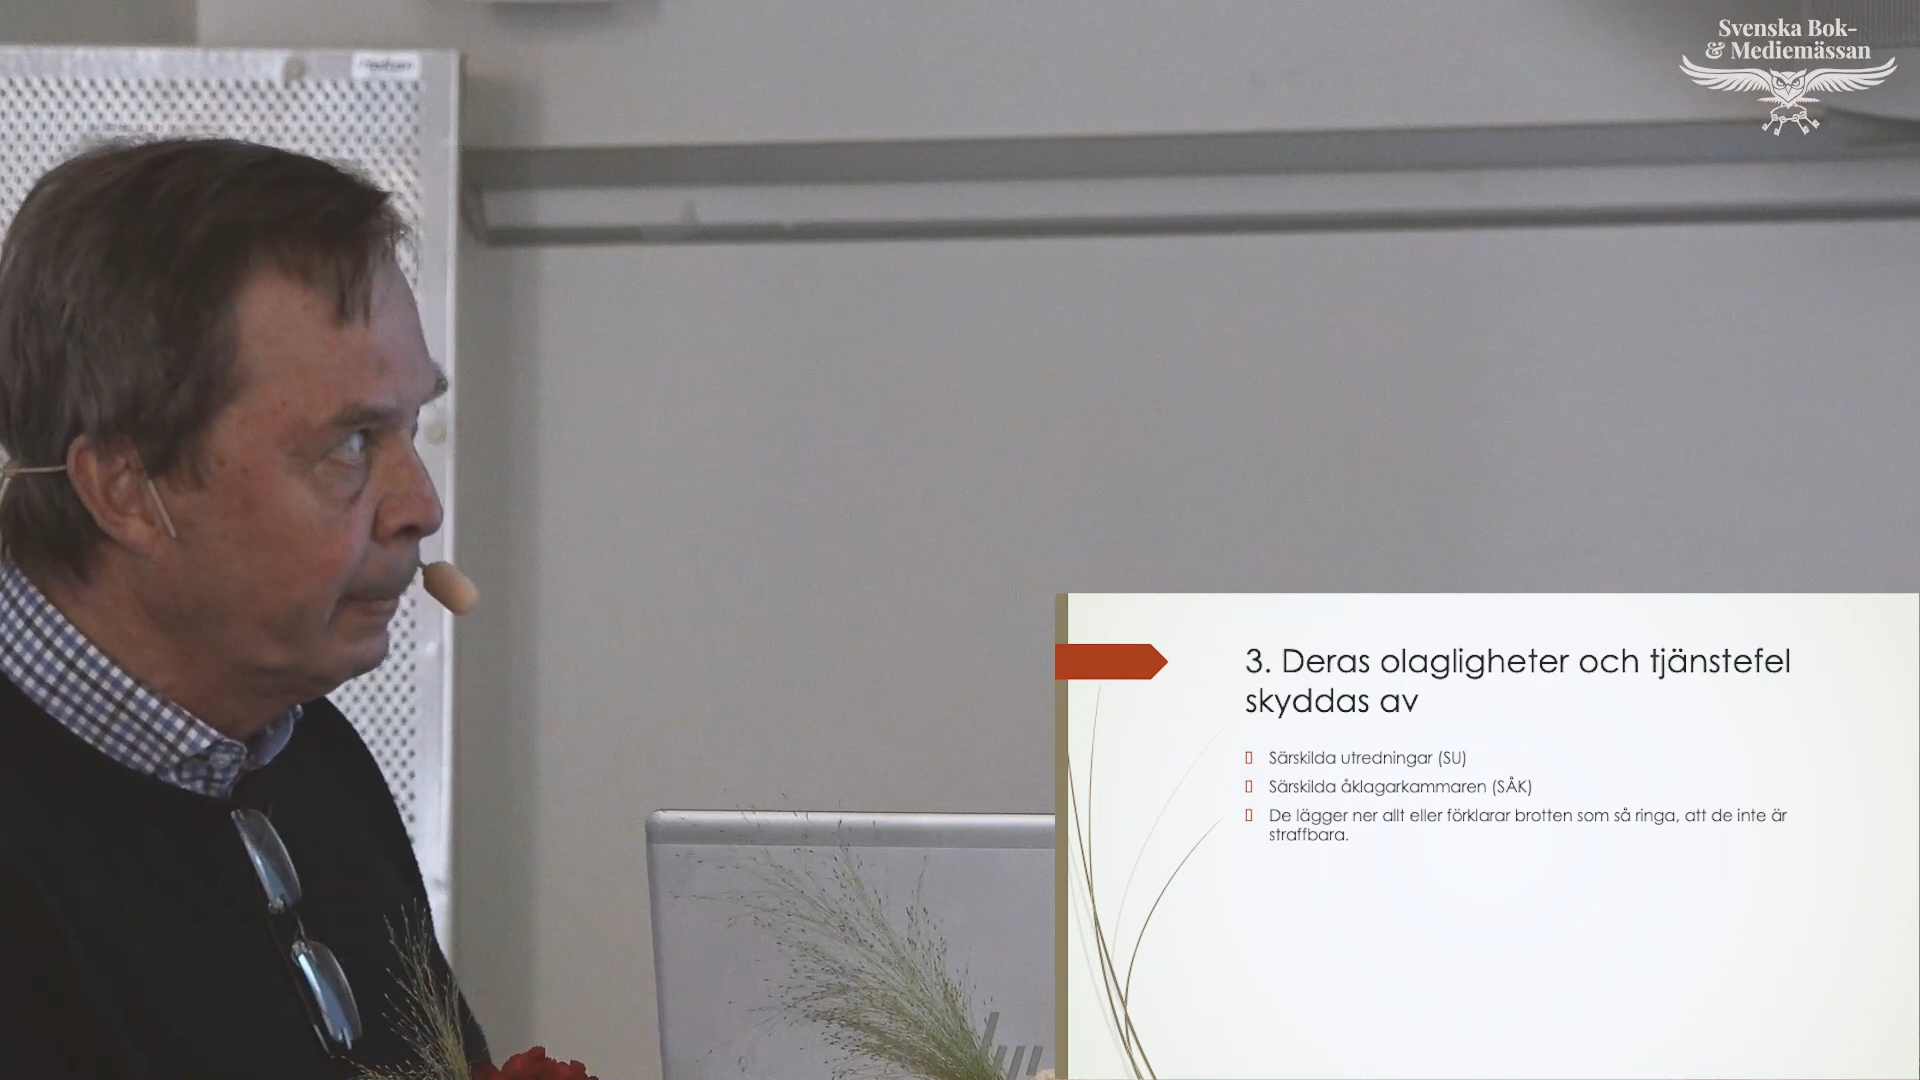 Svenska Bok-
& Mediemässan
3. Deras olagligheter och tjänstefel
skyddas av
Särskilda utredningar (SU)
Särskilda åklagarkammaren (SÅK)
De lägger ner allt eller förklarar brotten som så ringa, att de inte är
straffbara.